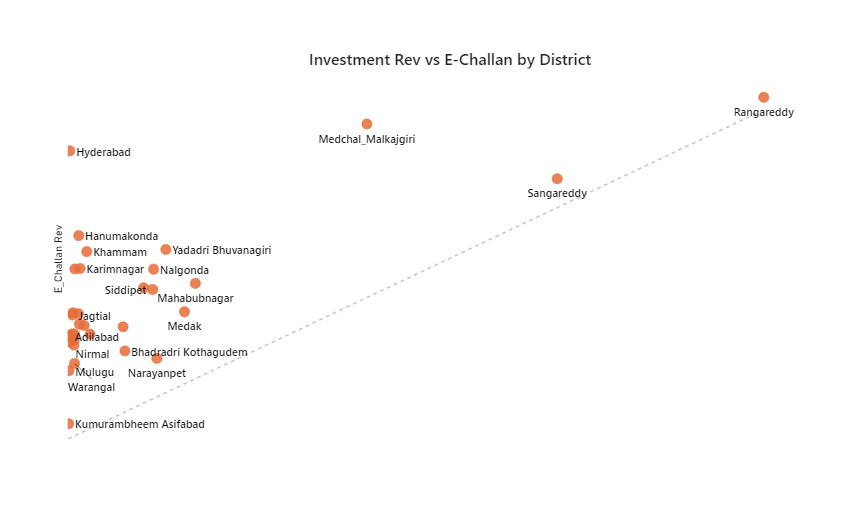 Investment Rev vs E-Challan by District
Rangareddy
Medchal_Malkajgiri
Hyderabad
Sangareddy
E_Challan Rev
Hanumakonda
Khammam
Yadadri Bhuvanagiri
Karimnagar
Nalgonda
Siddipet
Mahabubnagar
Jagtial
Medak
Adilabad
Nirmal
Bhadradri Kothagudem
Mulugu
Narayanpet
Warangal
Kumurambheem Asifabad